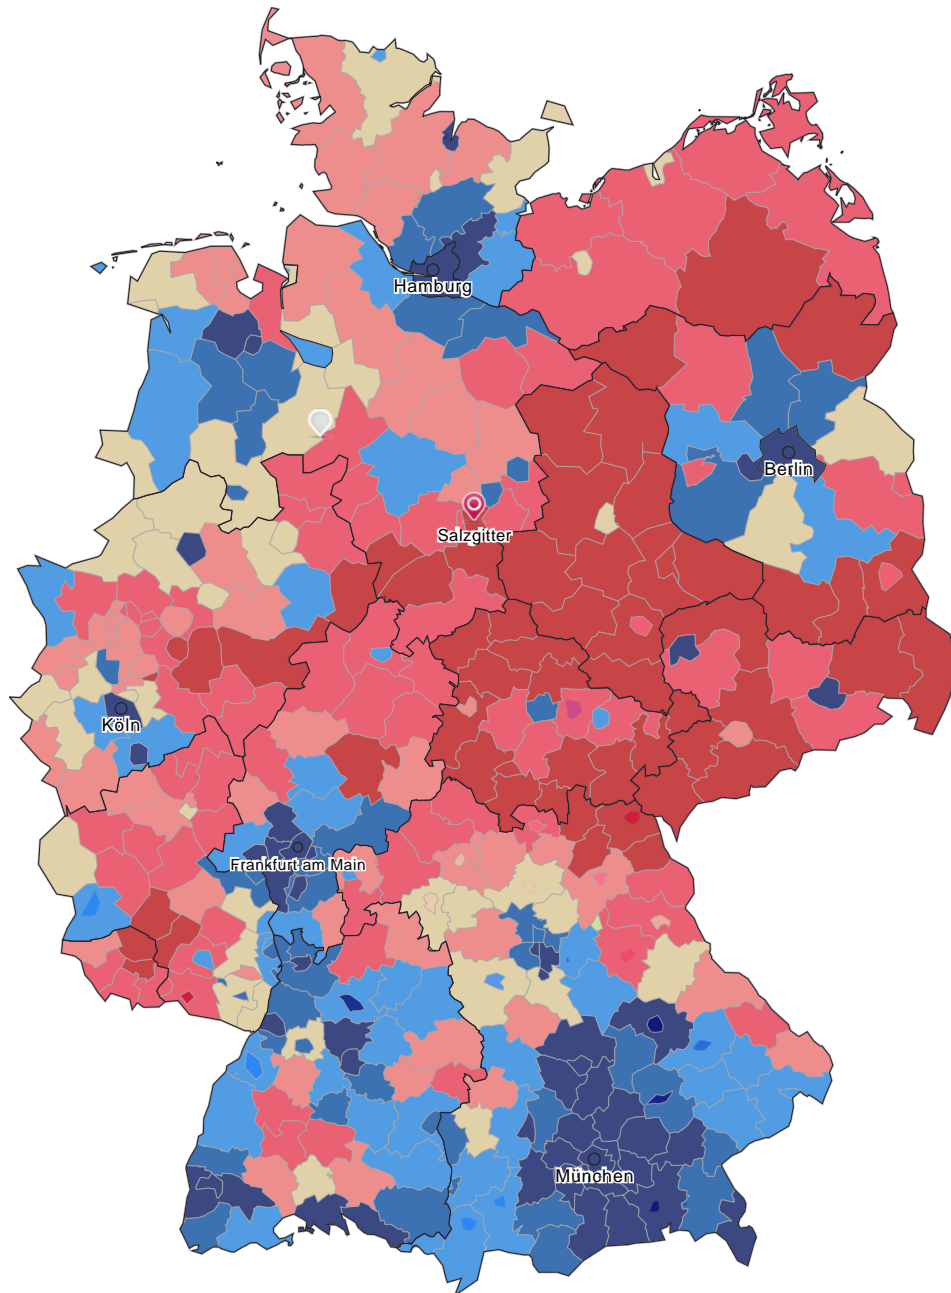 Hamburg
Berlin
Salzgitter
Köln
Frankfurt am Main
München